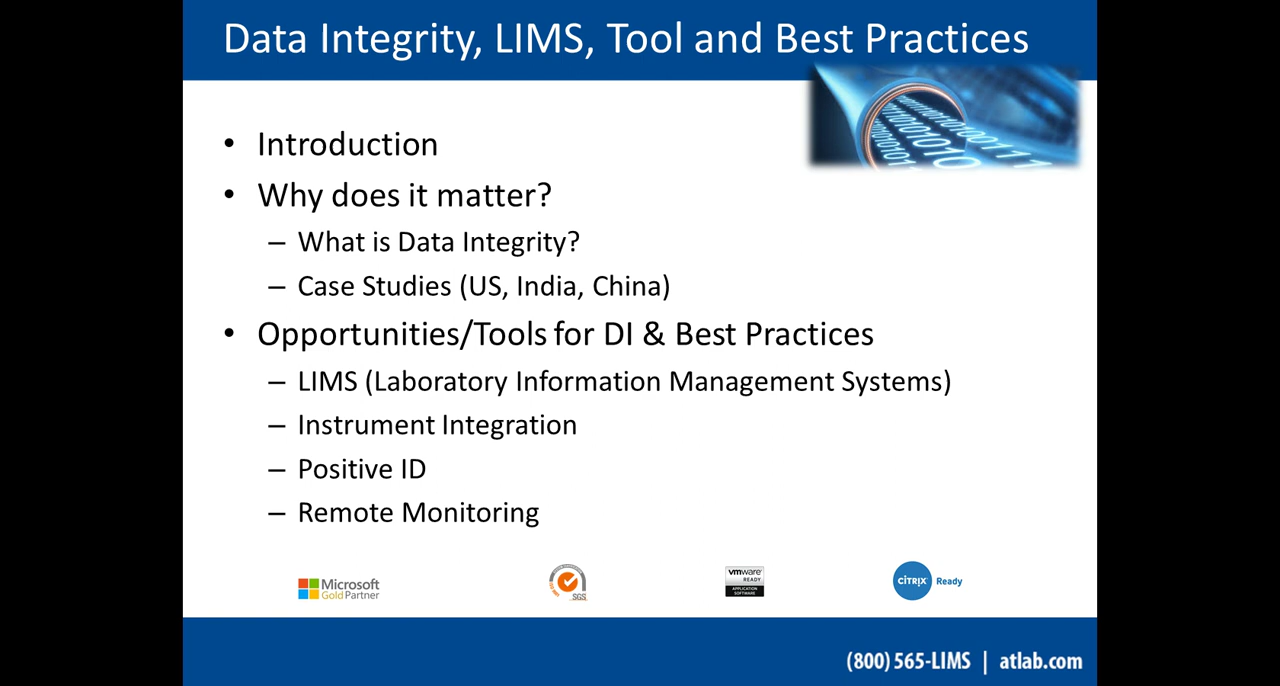 Data Integrity, LIMS, Tool and Best Practices
• Introduction
• Why does it matter?
– What is Data Integrity?
– Case Studies (US, India, China)
• Opportunities/Tools for DI & Best Practices
– LIMS (Laboratory Information Management Systems)
– Instrument Integration
– Positive ID
– Remote Monitoring
Microsoft
Gold Partner
SGS
vmware
READY
APPLICATION
SOFTWARE
CITRIX Ready
(800) 565-LIMS | atlab.com